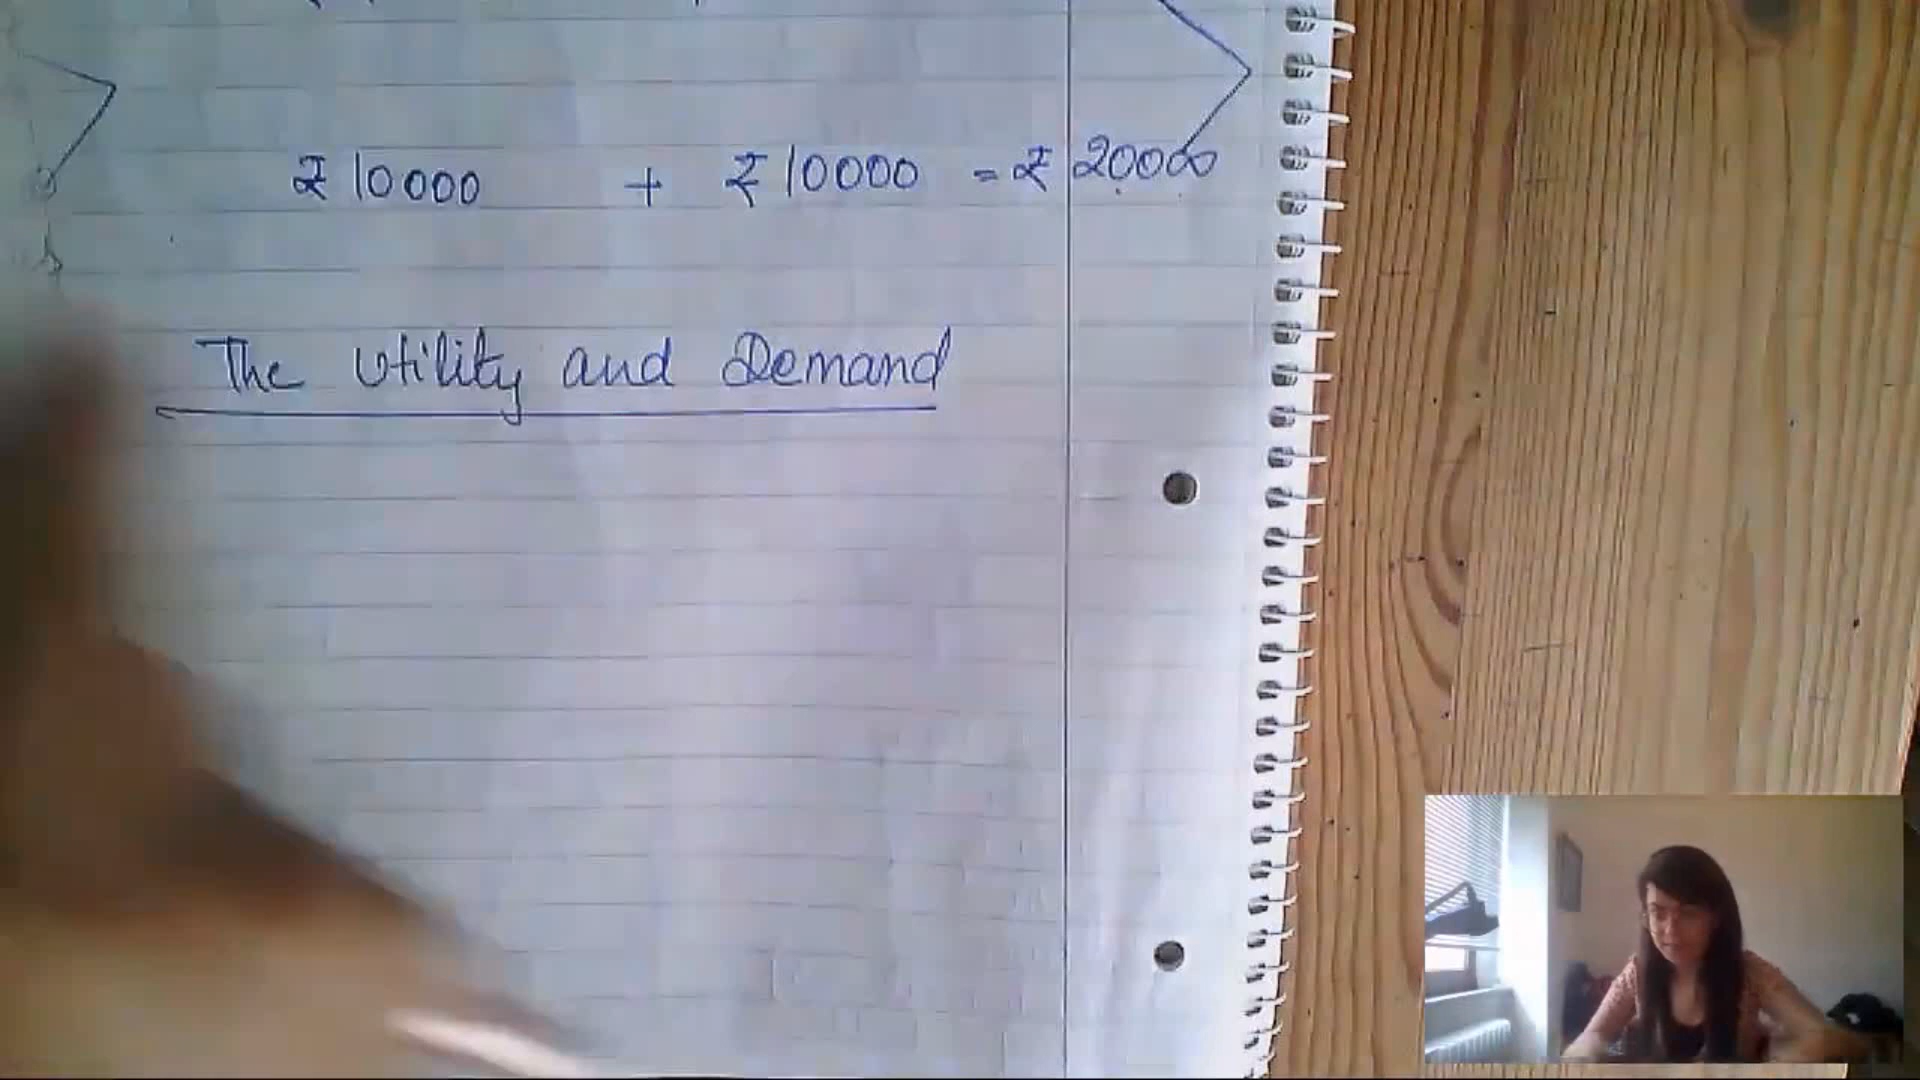 ₹ 10000 + ₹ 10000 = ₹ 20000
The Utility and Demand